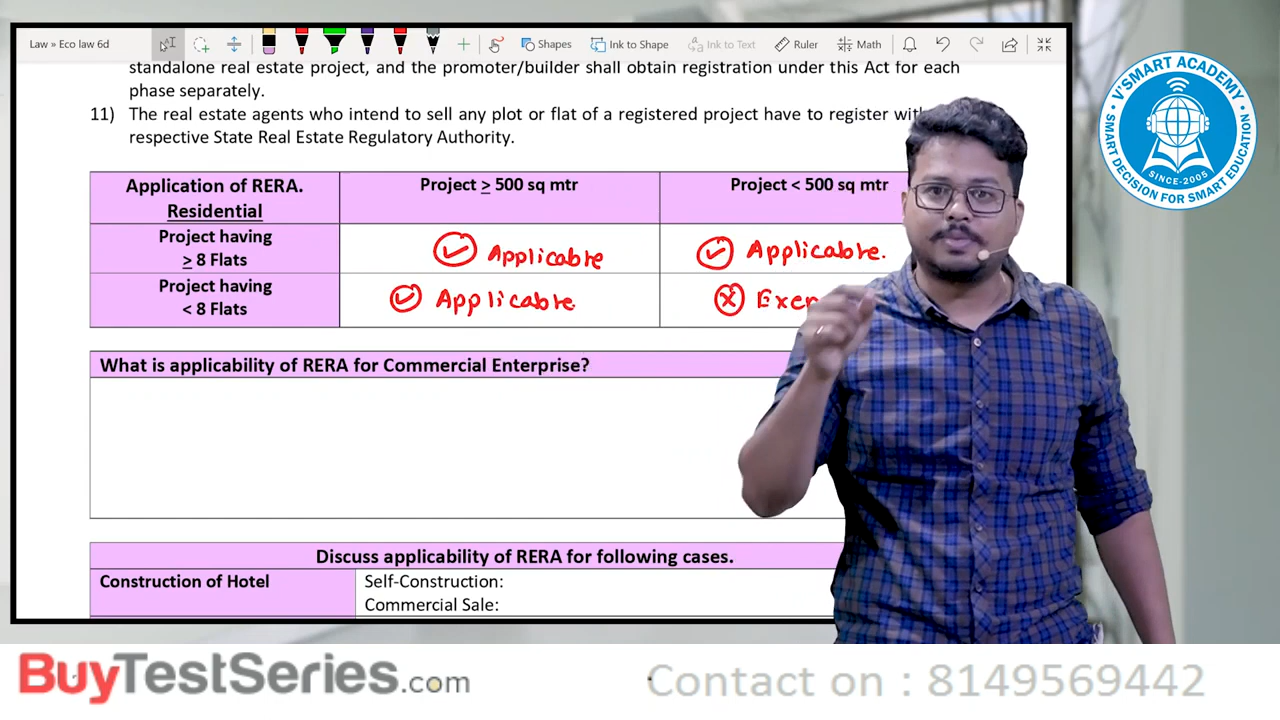 Law » Eco law 6d
Shapes
Ink to Shape
Ink to Text
Ruler
Math
standalone real estate project, and the promoter/builder shall obtain registration under this Act for each
phase separately.
11) The real estate agents who intend to sell any plot or flat of a registered project have to register
respective State Real Estate Regulatory Authority.
Application of RERA.
Residential
Project ≥ 500 sq mtr
Project < 500 sq mtr
Project having
≥ 8 Flats
Applicable
Applicable.
Project having
< 8 Flats
Applicable
What is applicability of RERA for Commercial Enterprise?
Discuss applicability of RERA for following cases.
Construction of Hotel
Self-Construction:
Commercial Sale:
V'SMART ACADEMY
SINCE-2005
SMART DECISION FOR SMART EDUCATION
BuyTestSeries.com
Contact on : 8149569442